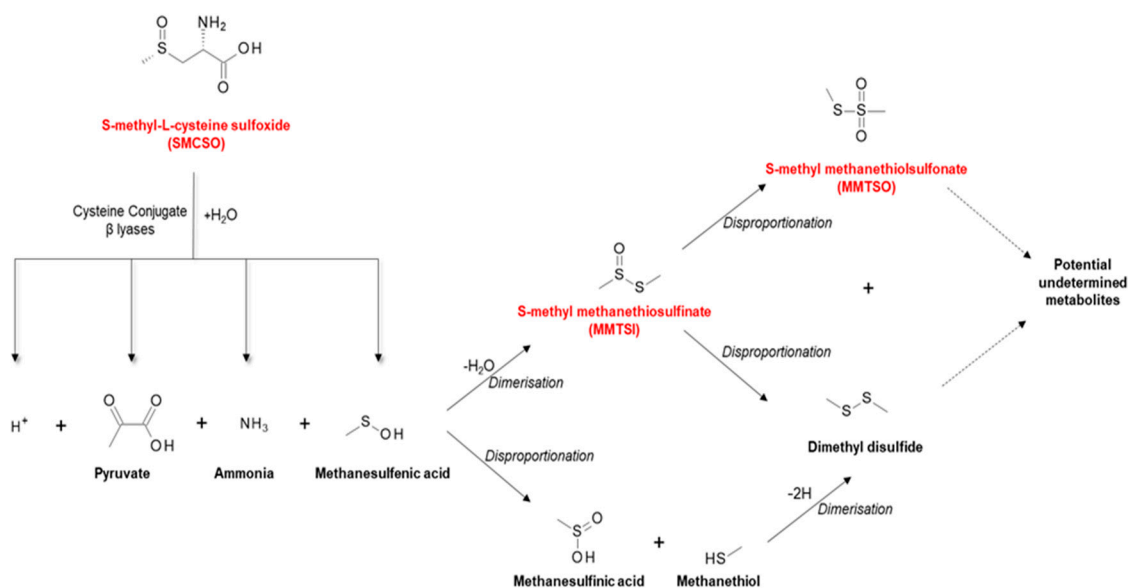 O
NH2
S
OH
O
S-methyl-L-cysteine sulfoxide
(SMCSO)
Cysteine Conjugate
β lyases
+H2O
H+
+
O
O
OH
Pyruvate
+
NH3
Ammonia
+
S
OH
Methanesulfenic acid
-H2O
Dimerisation
Disproportionation
O
S
S
S-methyl methanethiosulfinate
(MMTSI)
Disproportionation
Disproportionation
O
S-S
O
S-methyl methanethiolsulfonate
(MMTSO)
+
S
S
Dimethyl disulfide
Potential
undetermined
metabolites
O
S
OH
Methanesulfinic acid
+
HS
Methanethiol
-2H
Dimerisation